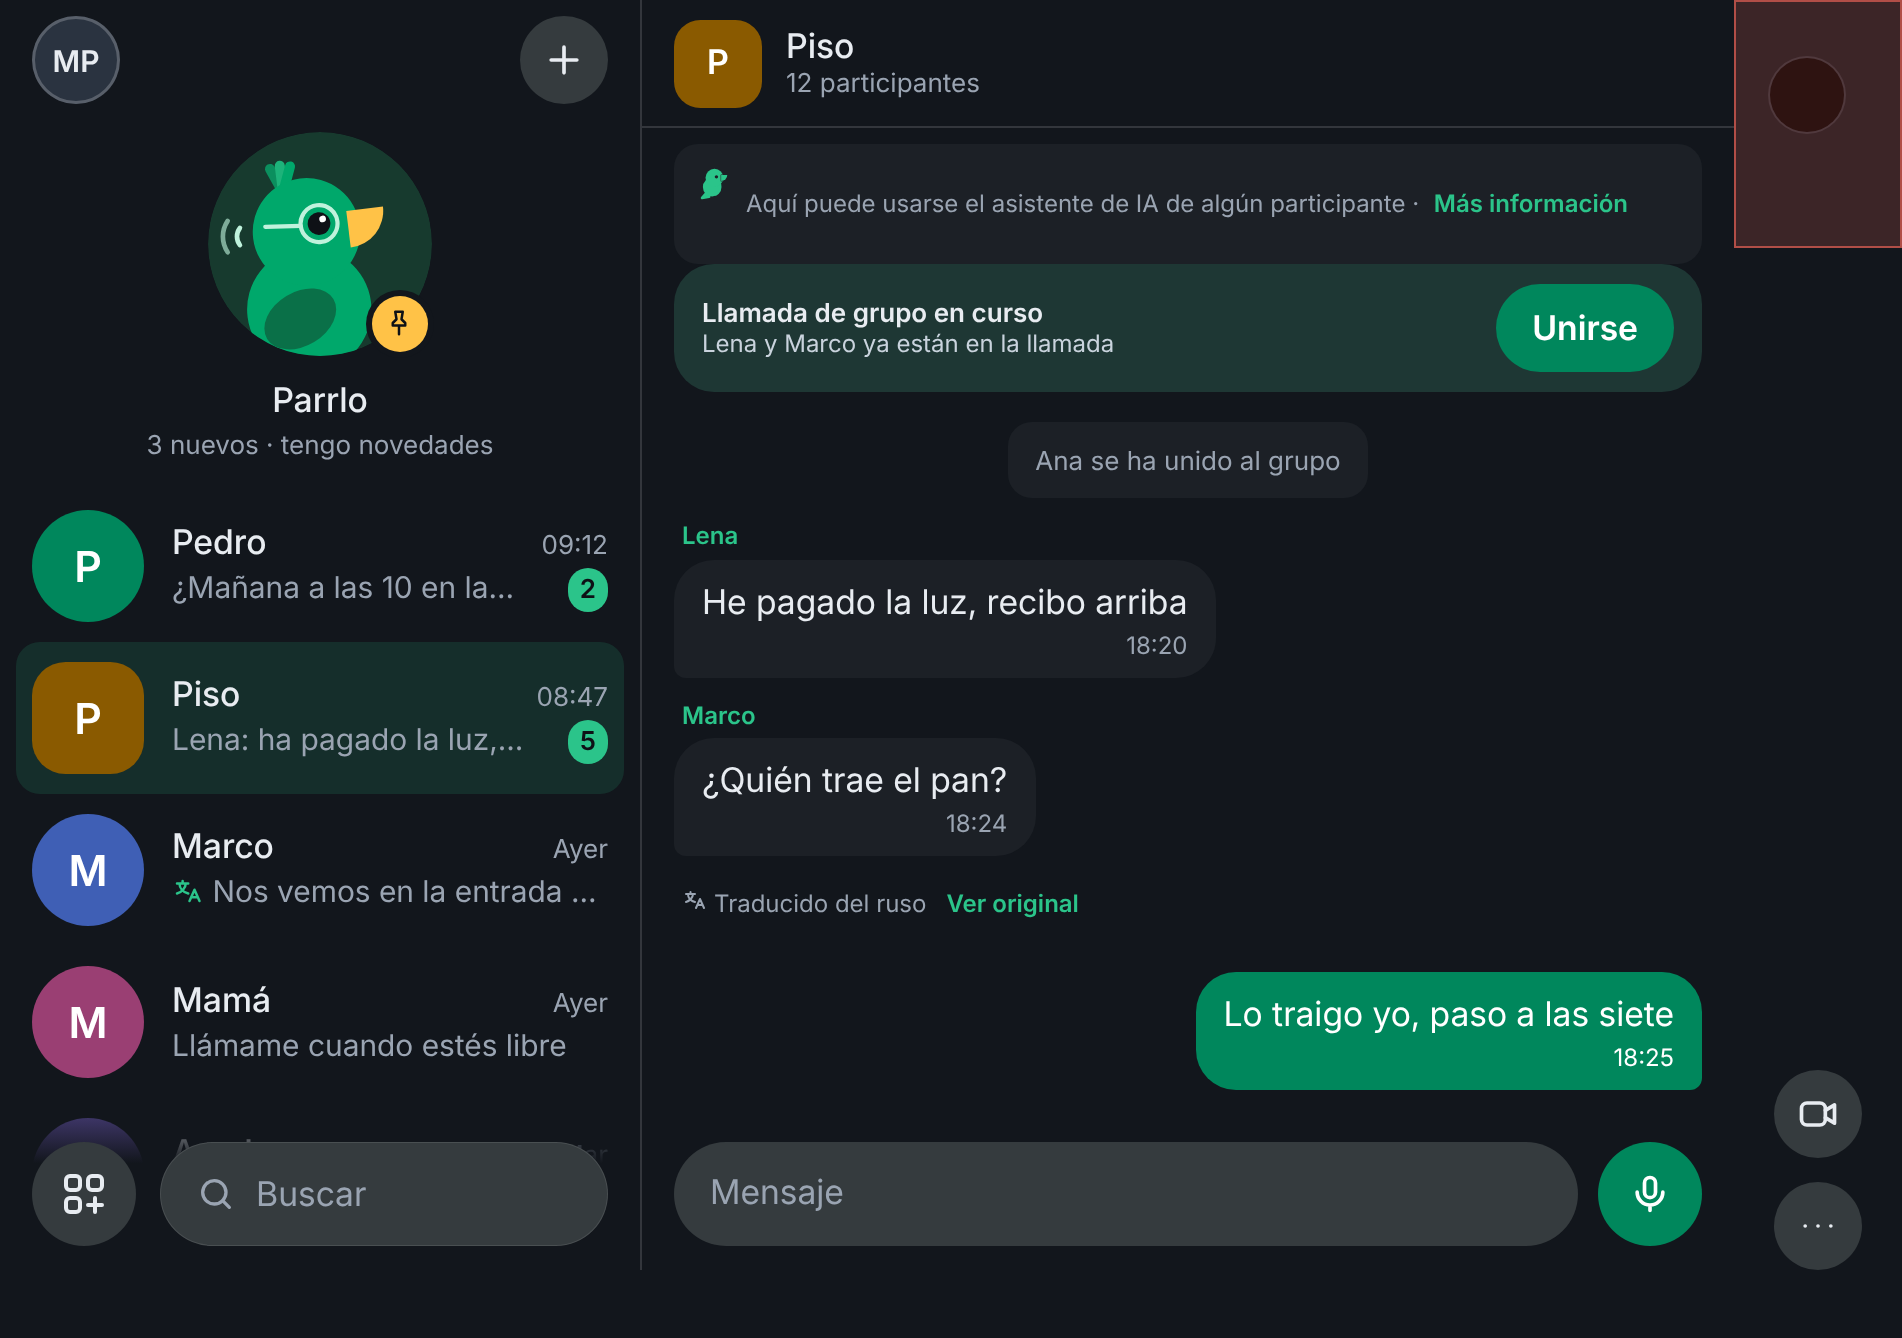 MP
Parrlo
3 nuevos · tengo novedades
P
Pedro
09:12
¿Mañana a las 10 en la...
2
P
Piso
08:47
Lena: ha pagado la luz,...
5
M
Marco
Ayer
Nos vemos en la entrada ...
M
Mamá
Ayer
Llámame cuando estés libre
Buscar
P
Piso
12 participantes
Aquí puede usarse el asistente de IA de algún participante · Más información
Llamada de grupo en curso
Lena y Marco ya están en la llamada
Unirse
Ana se ha unido al grupo
Lena
He pagado la luz, recibo arriba
18:20
Marco
¿Quién trae el pan?
18:24
Traducido del ruso Ver original
Lo traigo yo, paso a las siete
18:25
Mensaje